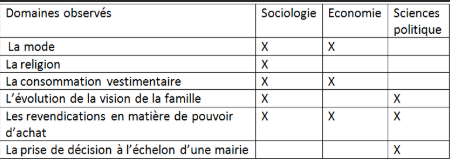 Domaines observés Sociologie Economie Sciences
politique
La mode X X
La religion X
La consommation vestimentaire X X
L'évolution de la vision de la famille X X
Les revendications en matière de pouvoir X X X
d'achat
La prise de décision à l'échelon d'une mairie X